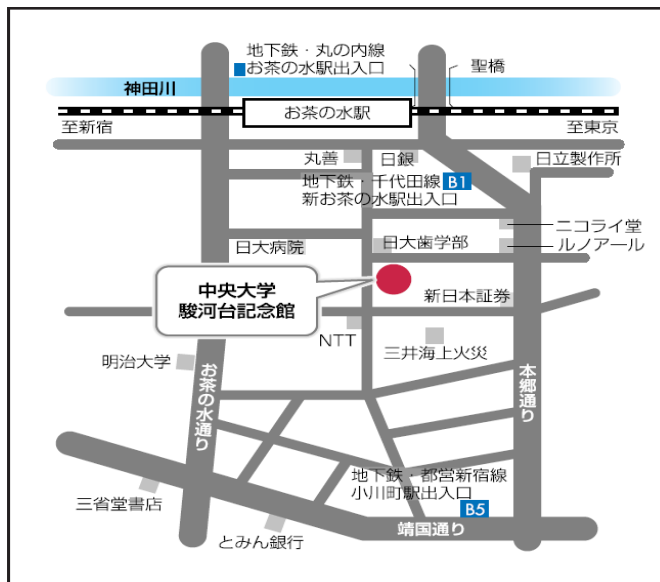 地下鉄・丸の内線
お茶の水駅出入口
聖橋
神田川
お茶の水駅
至新宿
至東京
丸善
日銀
日立製作所
地下鉄・千代田線 B1
新お茶の水駅出入口
ニコライ堂
日大病院
日大歯学部
ルノアール
中央大学
駿河台記念館
新日本証券
NTT
三井海上火災
明治大学
お茶の水通り
本郷通り
地下鉄・都営新宿線
小川町駅出入口
B5
三省堂書店
とみん銀行
靖国通り